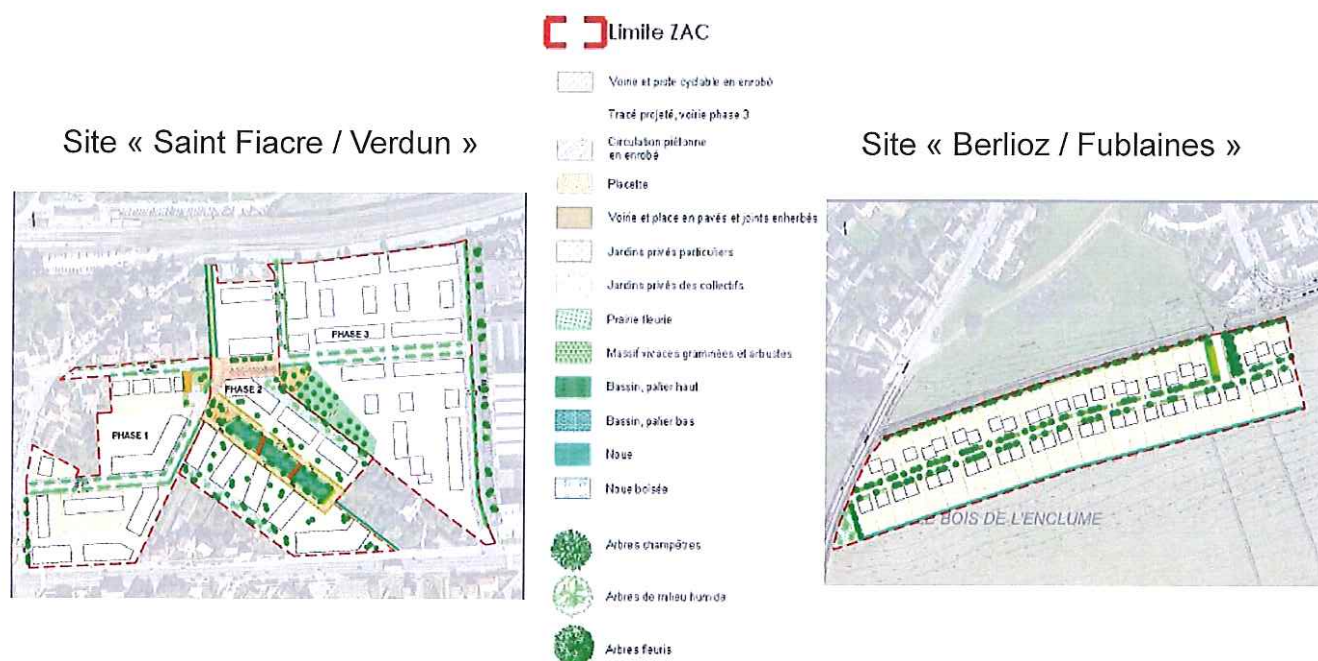 Limite ZAC
Voirie et piste cyclable en enrobé
Tracé projeté, voirie phase 3
Site « Saint Fiacre / Verdun »
Site « Berlioz / Fublaines »
Circulation piétonne
en enrobé
Placette
Voirie et place en pavés et joints enherbés
Jardins privés particuliers
Jardins privés des collectifs
Prairie fleurie
Massif vivaces graminées et arbustes
Bassin, palier haut
Bassin, palier bas
Noue
Noue boisée
Arbres champêtres
Arbres de milieu humide
Arbres fleuris
PHASE 3
PHASE 2
PHASE 1
LE BOIS DE L'ENCLUME